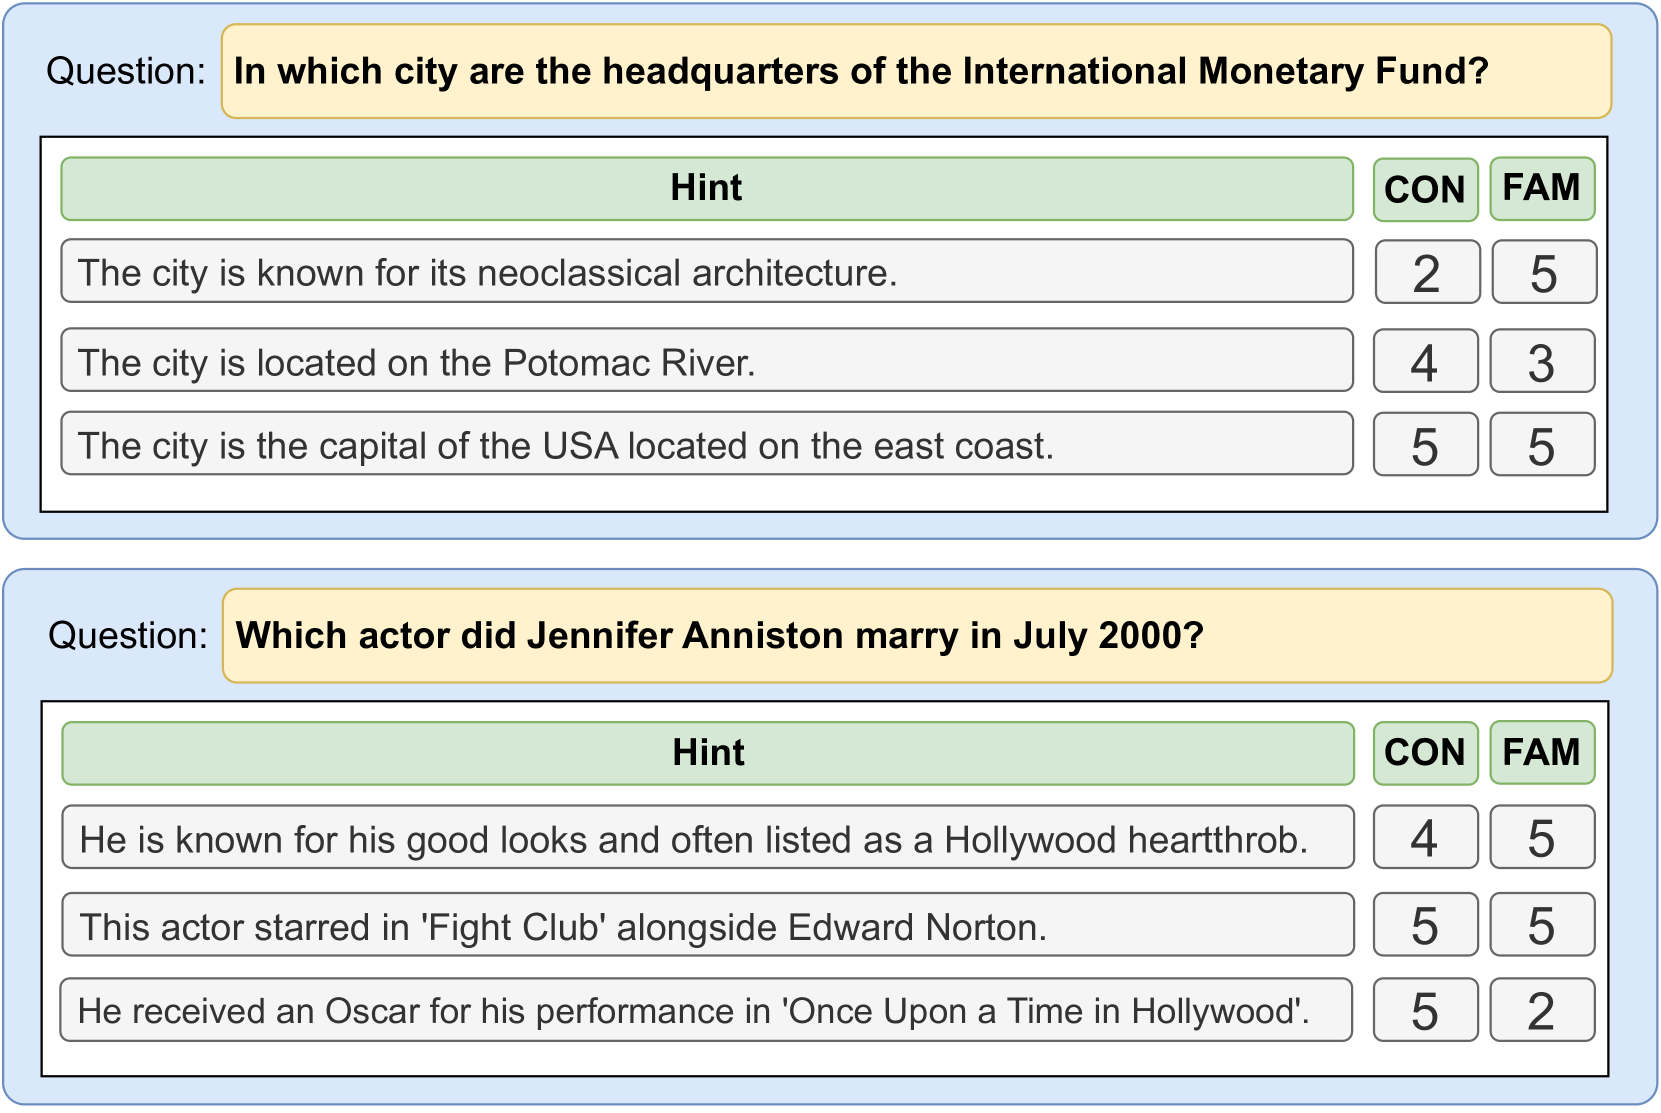 Question: In which city are the headquarters of the International Monetary Fund?
Hint CON FAM
The city is known for its neoclassical architecture. 2 5
The city is located on the Potomac River. 4 3
The city is the capital of the USA located on the east coast. 5 5
Question: Which actor did Jennifer Anniston marry in July 2000?
Hint CON FAM
He is known for his good looks and often listed as a Hollywood heartthrob. 4 5
This actor starred in 'Fight Club' alongside Edward Norton. 5 5
He received an Oscar for his performance in 'Once Upon a Time in Hollywood'. 5 2